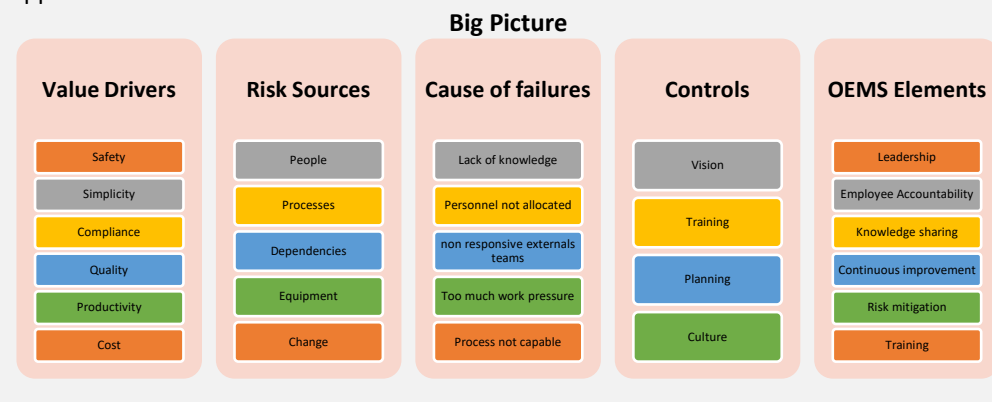 Big Picture
Value Drivers
Safety
Simplicity
Compliance
Quality
Productivity
Cost
Risk Sources
People
Processes
Dependencies
Equipment
Change
Cause of failures
Lack of knowledge
Personnel not allocated
non responsive externals
teams
Too much work pressure
Process not capable
Controls
Vision
Training
Planning
Culture
OEMS Elements
Leadership
Employee Accountability
Knowledge sharing
Continuous improvement
Risk mitigation
Training